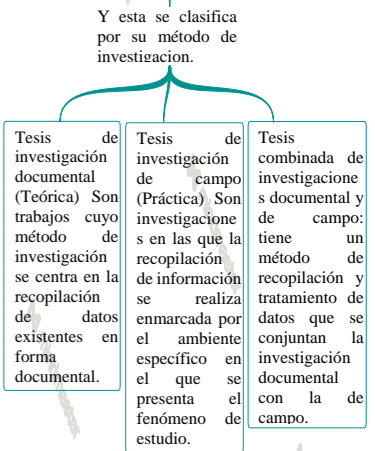 Y esta se clasifica
por su método de
investigacion.
Tesis de
investigación
documental
(Teórica) Son
trabajos cuyo
método de
investigación
se centra en la
recopilación
de datos
existentes en
forma
documental.
Tesis de
investigación
de campo
(Práctica) Son
investigacione
s en las que la
recopilación
de información
se realiza
enmarcada por
el ambiente
específico en
el que se
presenta el
fenómeno de
estudio.
Tesis
combinada de
investigacione
s documental y
de campo:
tiene un
método de
recopilación y
tratamiento de
datos que se
conjuntan la
investigación
documental
con la de
campo.